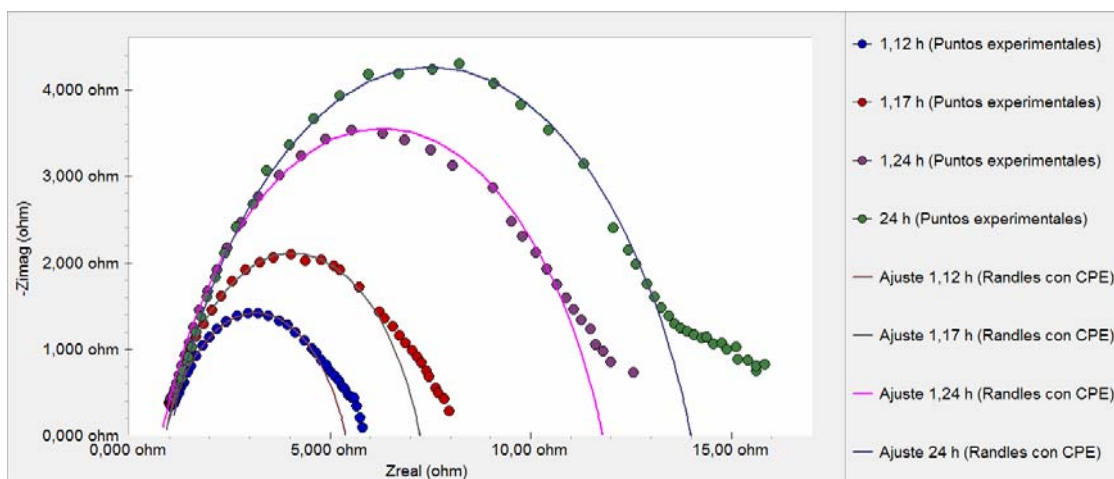 4,000 ohm
3,000 ohm
2,000 ohm
1,000 ohm
0,000 ohm
-Zimag (ohm)
0,000 ohm
5,000 ohm
10,00 ohm
15,00 ohm
Zreal (ohm)
1,12 h (Puntos experimentales)
1,17 h (Puntos experimentales)
1,24 h (Puntos experimentales)
24 h (Puntos experimentales)
Ajuste 1,12 h (Randles con CPE)
Ajuste 1,17 h (Randles con CPE)
Ajuste 1,24 h (Randles con CPE)
Ajuste 24 h (Randles con CPE)